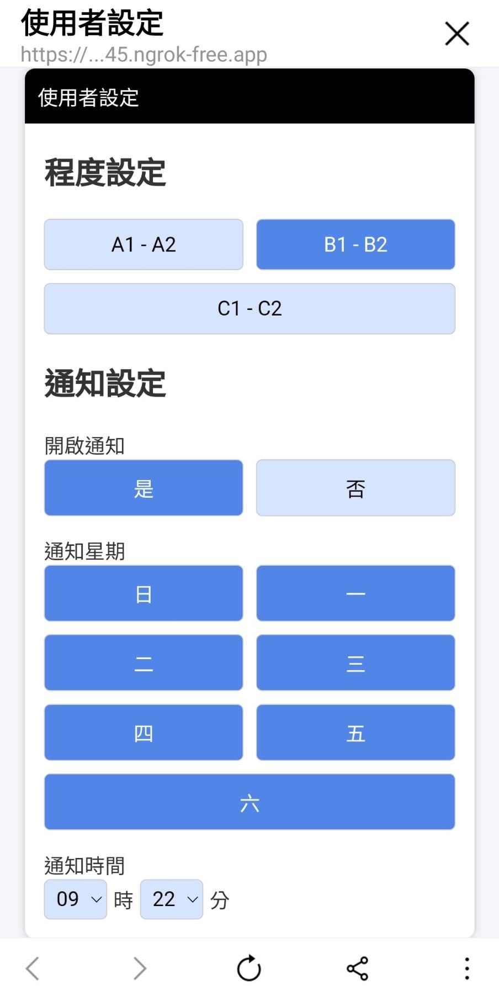 使用者設定
https://...45.ngrok-free.app
使用者設定
程度設定
A1 - A2
B1 - B2
C1 - C2
通知設定
開啟通知
是
否
通知星期
日
一
二
三
四
五
六
通知時間
09 時 22 分